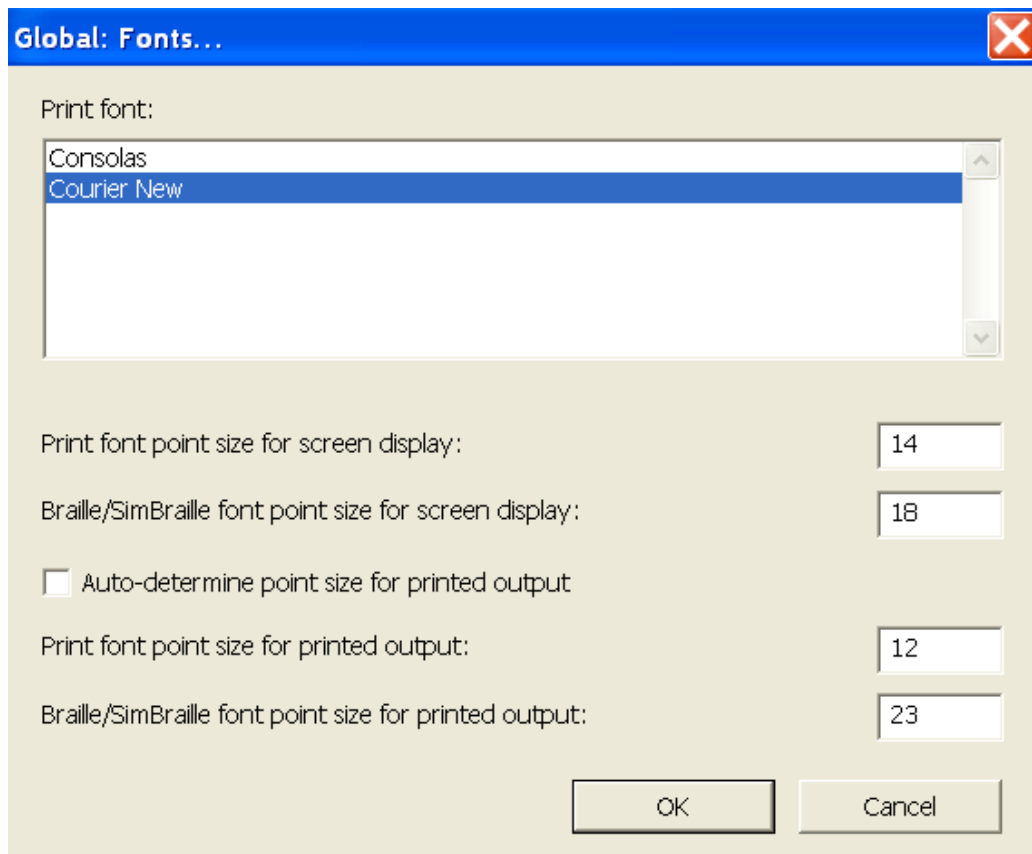 Global: Fonts...
Print font:
Consolas
Courier New
Print font point size for screen display: 14
Braille/SimBraille font point size for screen display: 18
Auto-determine point size for printed output
Print font point size for printed output: 12
Braille/SimBraille font point size for printed output: 23
OK Cancel